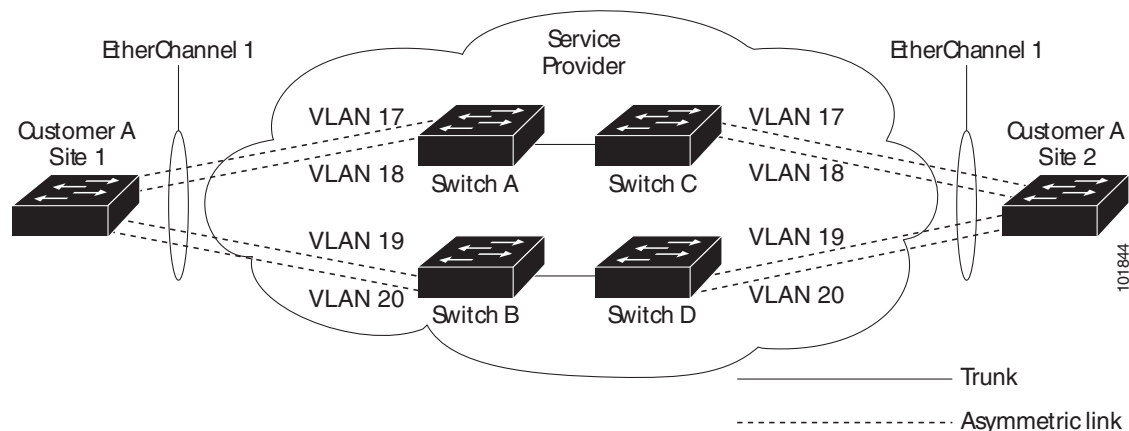 EtherChannel 1
Service
Provider
EtherChannel 1
VLAN 17
VLAN 17
Customer A
Site 1
Customer A
Site 2
VLAN 18
Switch A
Switch C
VLAN 18
VLAN 19
VLAN 19
VLAN 20
Switch B
Switch D
VLAN 20
101844
Trunk
Asymmetric link